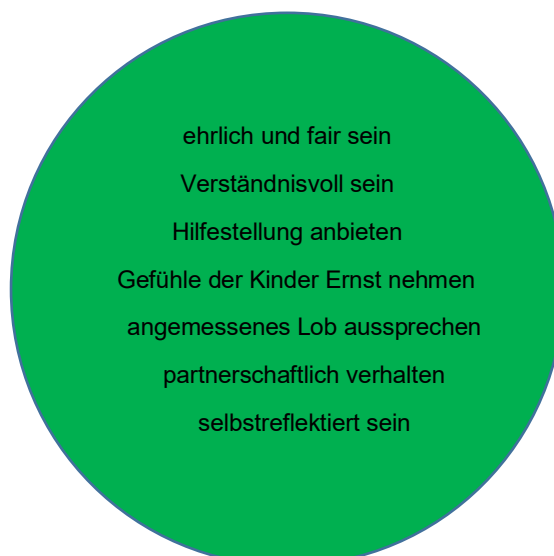 ehrlich und fair sein
Verständnisvoll sein
Hilfestellung anbieten
Gefühle der Kinder Ernst nehmen
angemessenes Lob aussprechen
partnerschaftlich verhalten
selbstreflektiert sein